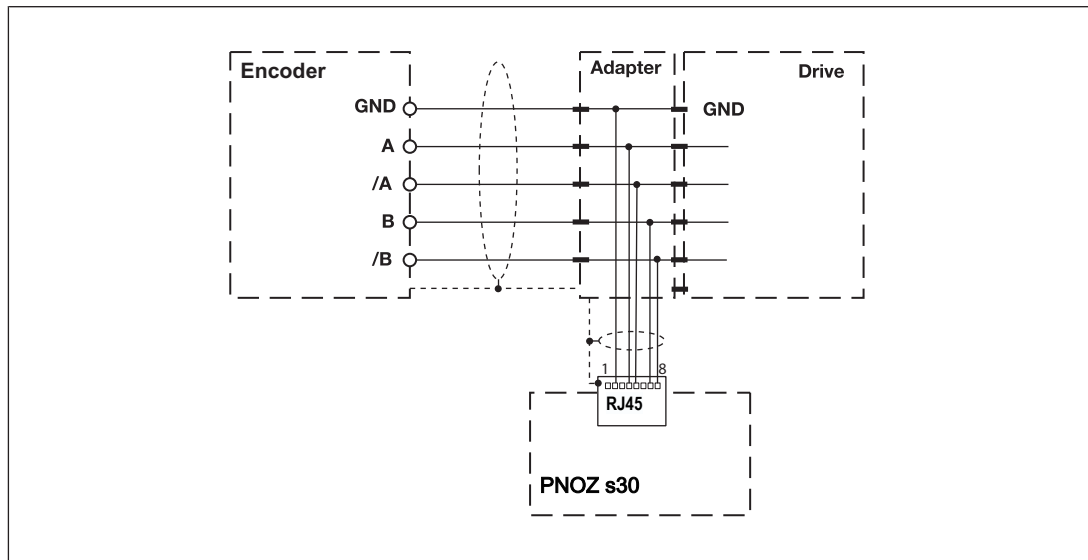 Encoder
Adapter
Drive
GND
GND
A
/A
B
/B
1
8
RJ45
PNOZ s30